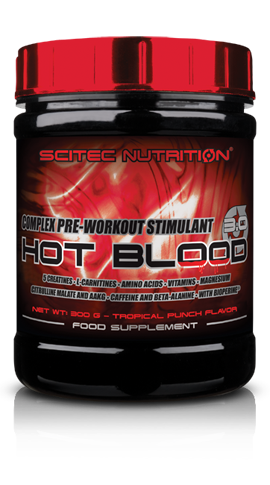 SCITEC NUTRITION
COMPLEX PRE-WORKOUT STIMULANT
HOT BLOOD 3.0
5 CREATINES - L-CARNITINES - AMINO ACIDS - VITAMINS - MAGNESIUM
CITRULLINE MALATE AND AAKG - CAFFEINE AND BETA-ALANINE - WITH BIOPERINE®
NET WT: 300 G - TROPICAL PUNCH FLAVOR
FOOD SUPPLEMENT